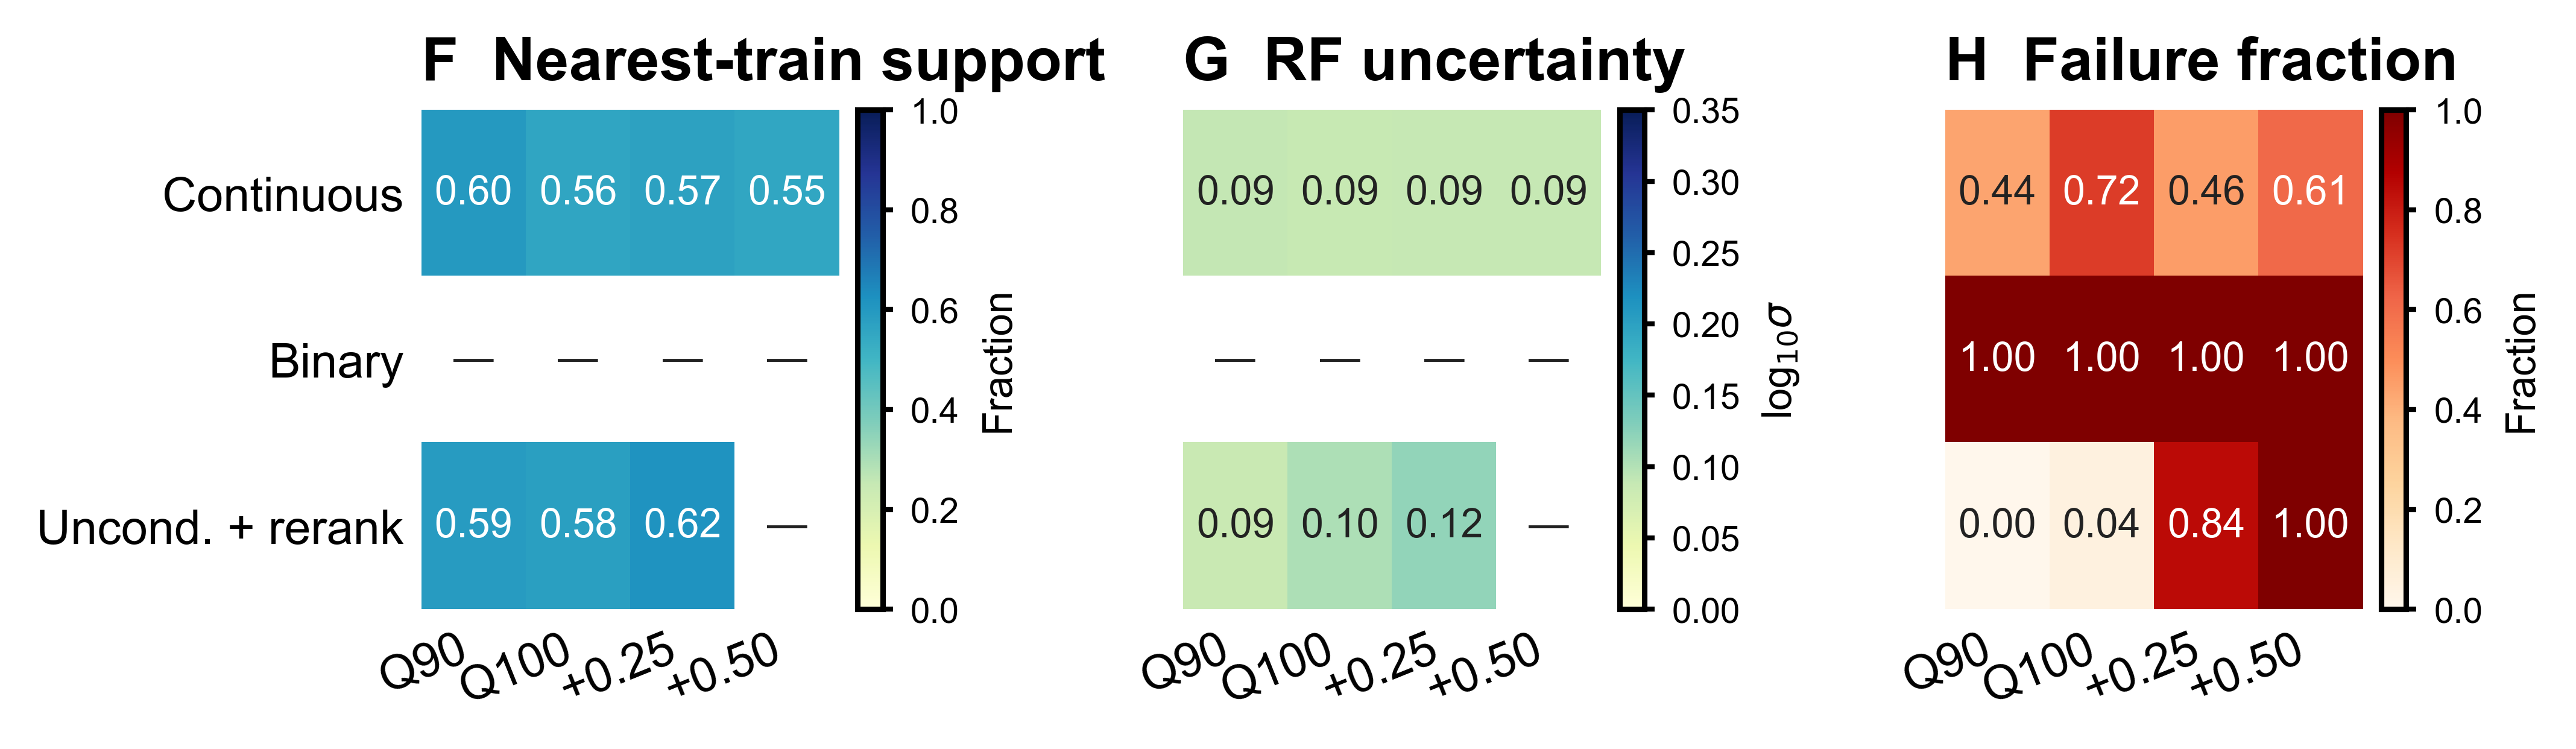 F Nearest-train support
Continuous
Binary
Uncond. + rerank
0.60 0.56 0.57 0.55
— — — —
0.59 0.58 0.62 —
Q90 Q100 +0.25 +0.50
1.0
0.8
0.6
0.4
0.2
0.0
Fraction
G RF uncertainty
0.09 0.09 0.09 0.09
— — — —
0.09 0.10 0.12 —
Q90 Q100 +0.25 +0.50
0.35
0.30
0.25
0.20
0.15
0.10
0.05
0.00
log₁₀σ
H Failure fraction
0.44 0.72 0.46 0.61
1.00 1.00 1.00 1.00
0.00 0.04 0.84 1.00
Q90 Q100 +0.25 +0.50
1.0
0.8
0.6
0.4
0.2
0.0
Fraction